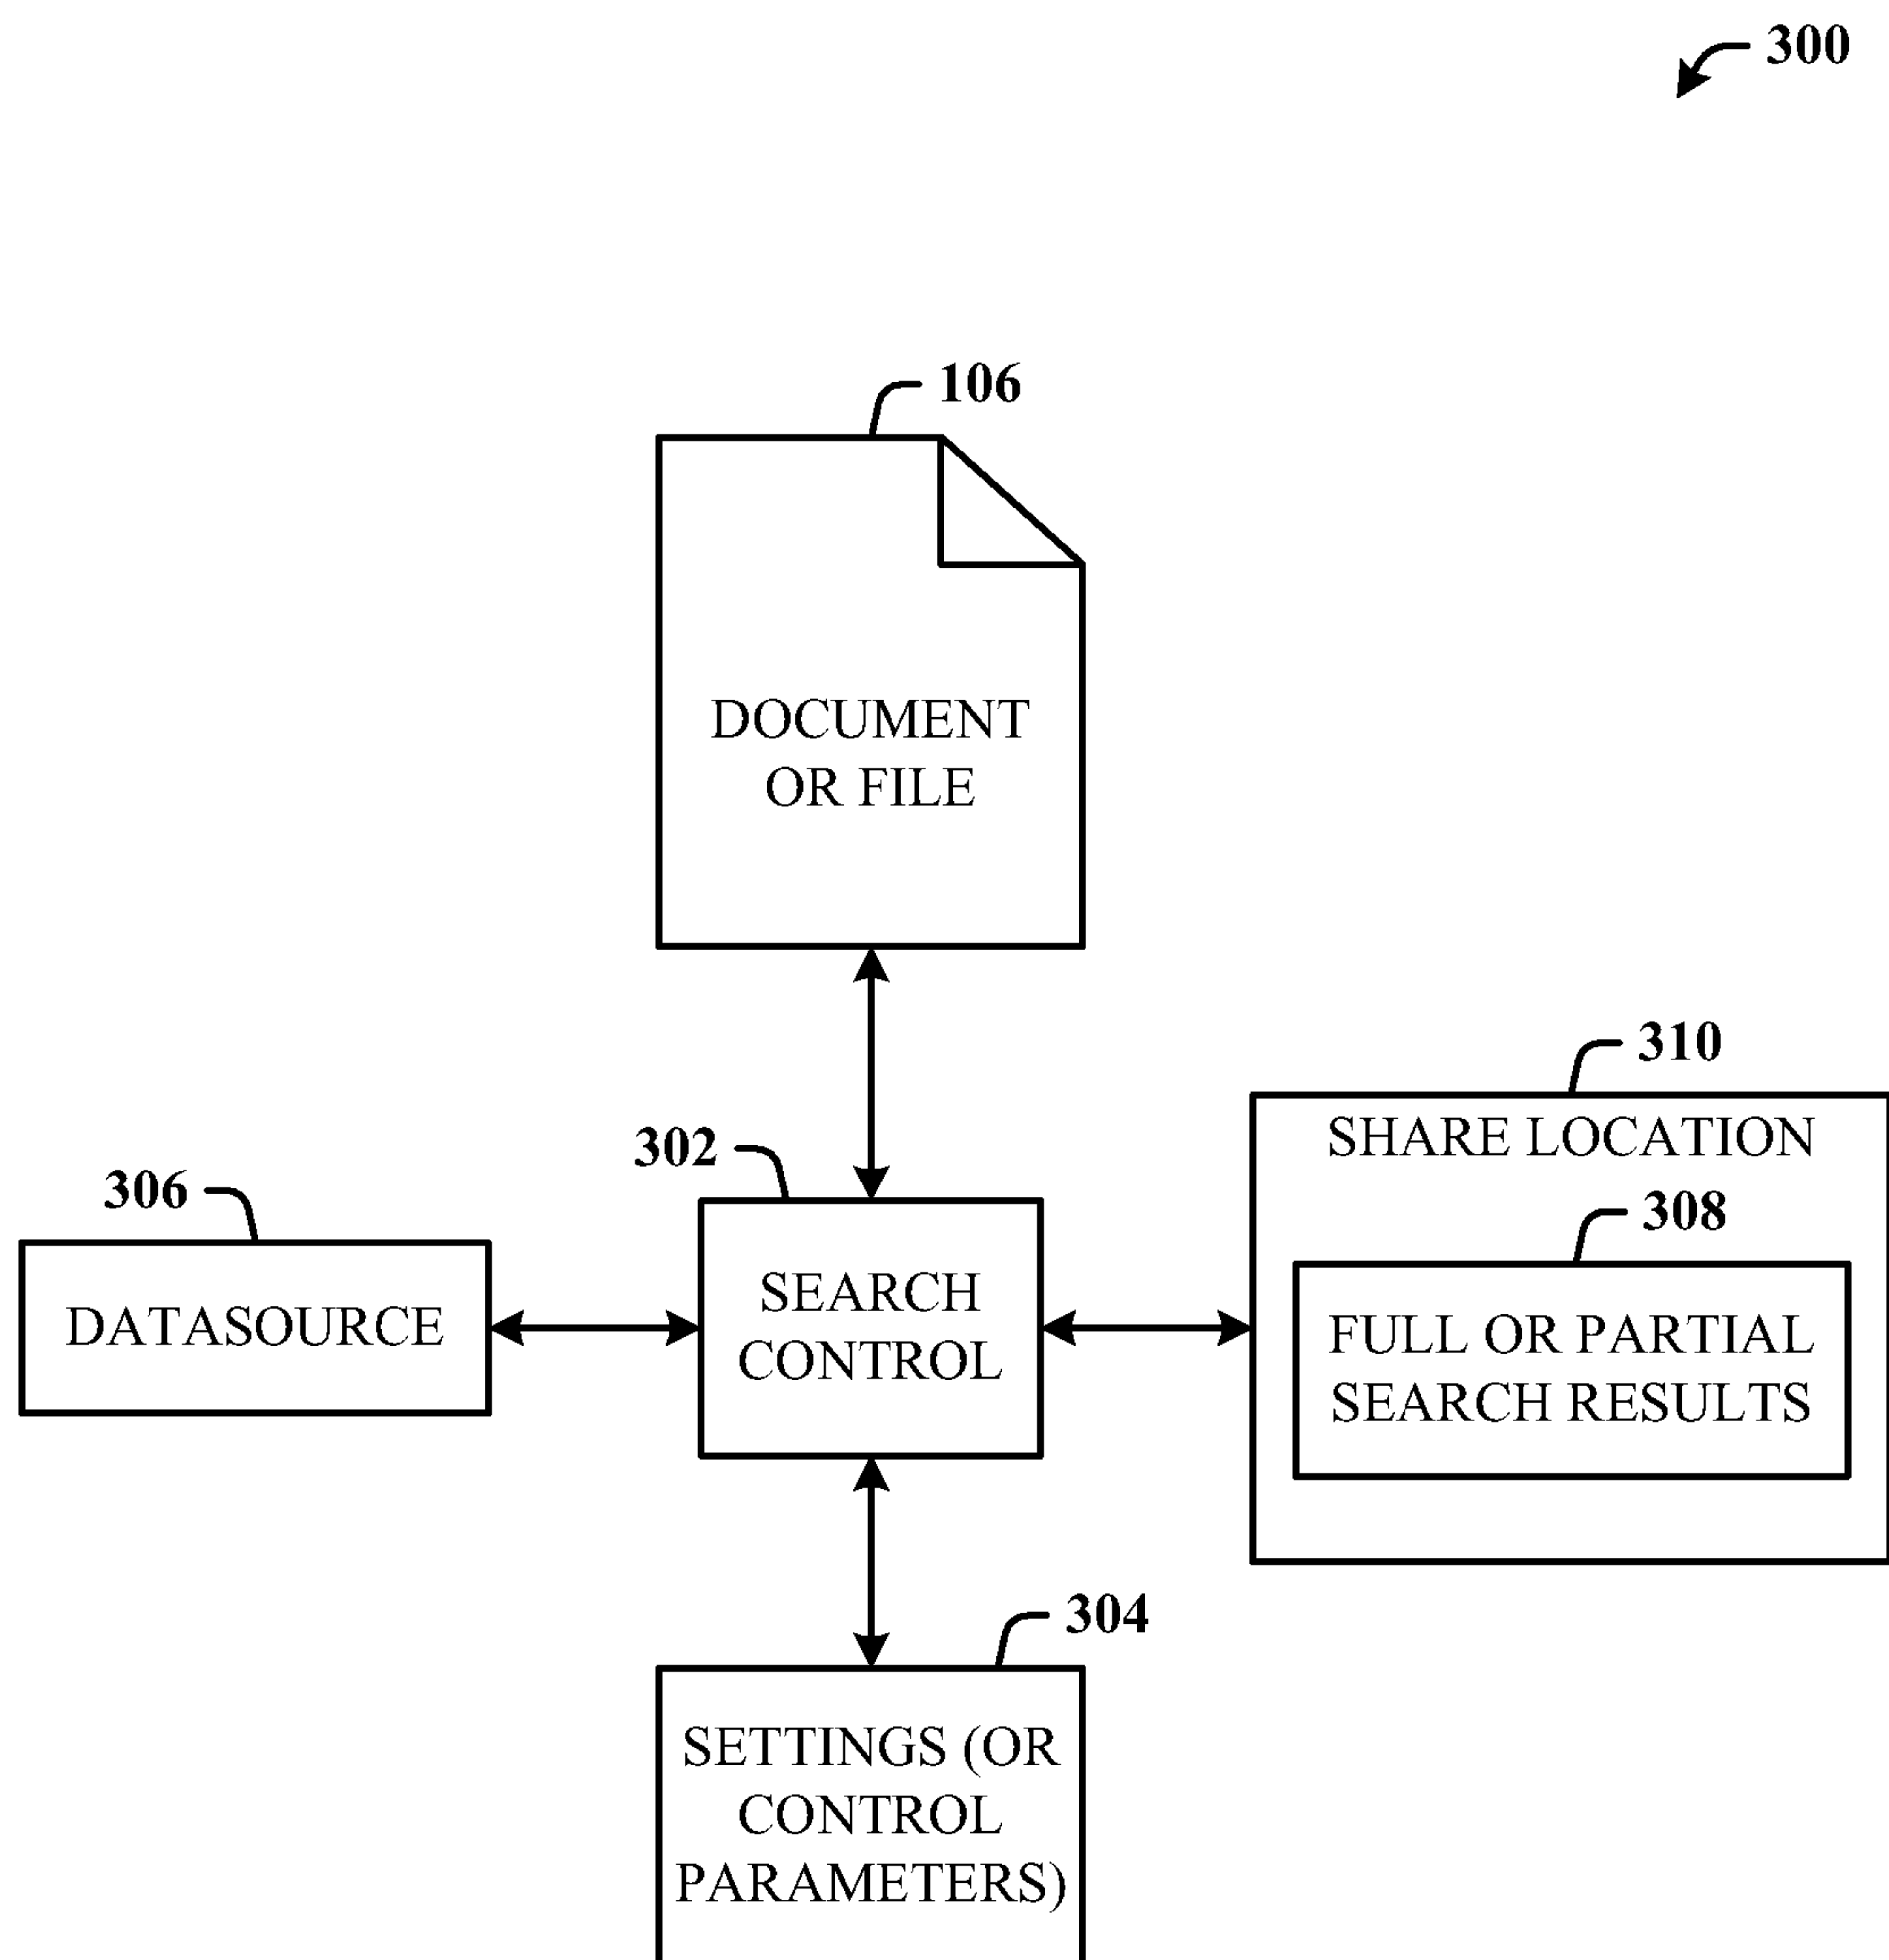 300
106
DOCUMENT
OR FILE
310
SHARE LOCATION
302
306
308
SEARCH
CONTROL
DATASOURCE
FULL OR PARTIAL
SEARCH RESULTS
304
SETTINGS (OR
CONTROL
PARAMETERS)